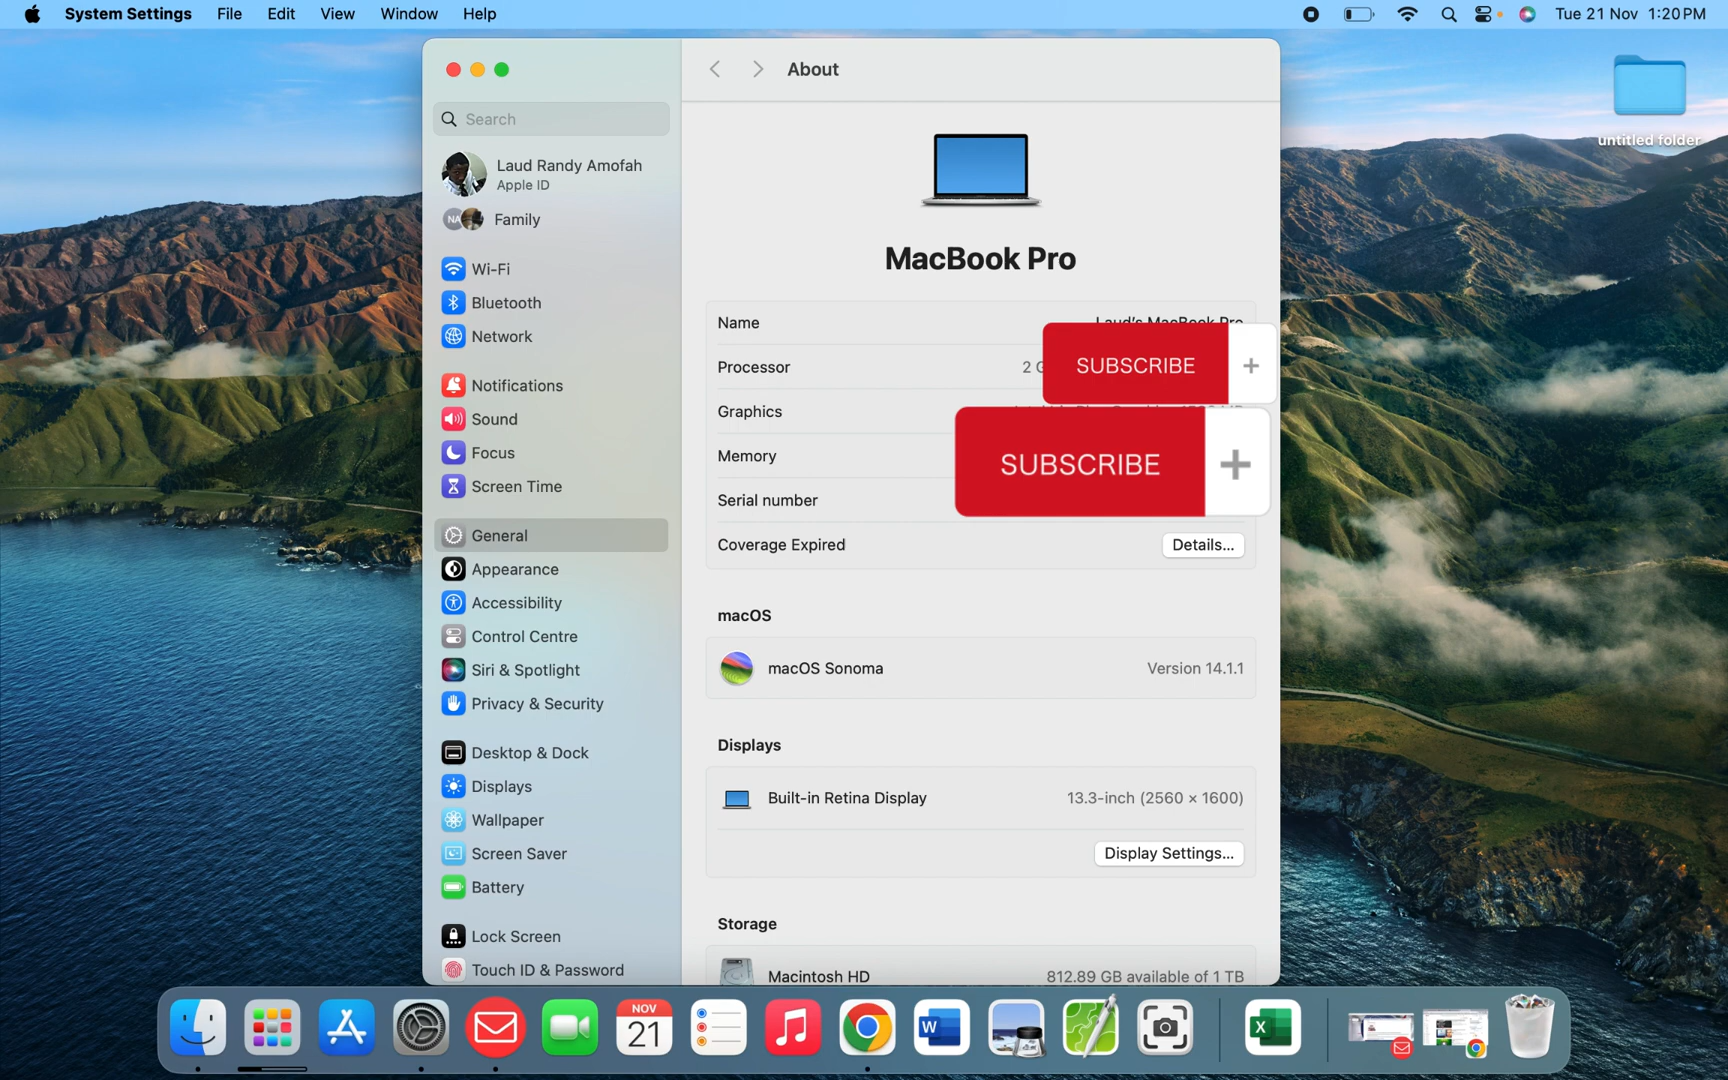 System Settings File Edit View Window Help Tue 21 Nov 1:20 PM
About
untitled folder
Search
Laud Randy Amofah
Apple ID
NA Family
Wi-Fi
Bluetooth
Network
Notifications
Sound
Focus
Screen Time
General
Appearance
Accessibility
Control Centre
Siri & Spotlight
Privacy & Security
Desktop & Dock
Displays
Wallpaper
Screen Saver
Battery
Lock Screen
Touch ID & Password
MacBook Pro
Name Laud's MacBook Pro
Processor 2 G
SUBSCRIBE +
Graphics
Memory
SUBSCRIBE +
Serial number
Coverage Expired Details...
macOS
macOS Sonoma Version 14.1.1
Displays
Built-in Retina Display 13.3-inch (2560 × 1600)
Display Settings...
Storage
Macintosh HD 812.89 GB available of 1 TB
NOV
21
W
X